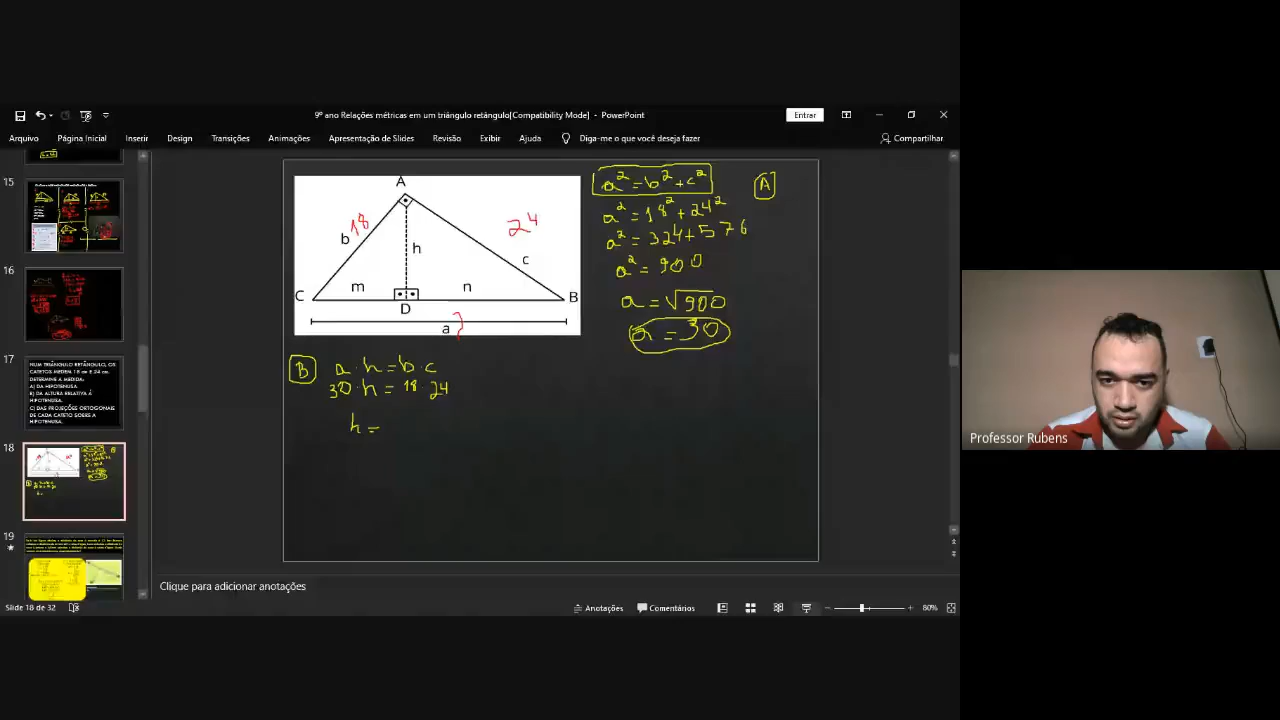 9º ano Relações métricas em um triângulo retângulo[Compatibility Mode] - PowerPoint
Entrar
Arquivo Página Inicial Inserir Design Transições Animações Apresentação de Slides Revisão Exibir Ajuda Diga-me o que você deseja fazer Compartilhar
15
16
17
NUM TRIÂNGULO RETÂNGULO, OS
CATETOS MEDEM 18 cm E 24 cm.
DETERMINE A MEDIDA:
A) DA HIPOTENUSA.
B) DA ALTURA RELATIVA À
HIPOTENUSA.
C) DAS PROJEÇÕES ORTOGONAIS
DE CADA CATETO SOBRE A
HIPOTENUSA.
18
19
A
18
24
b
h
c
m
n
C
D
B
a
?
a² = b² + c²
A
a² = 18² + 24²
a² = 324 + 576
a² = 900
a = √900
a = 30
B
a · h = b · c
30 · h = 18 · 24
h =
Professor Rubens
Clique para adicionar anotações
Slide 18 de 32
Anotações Comentários 80%